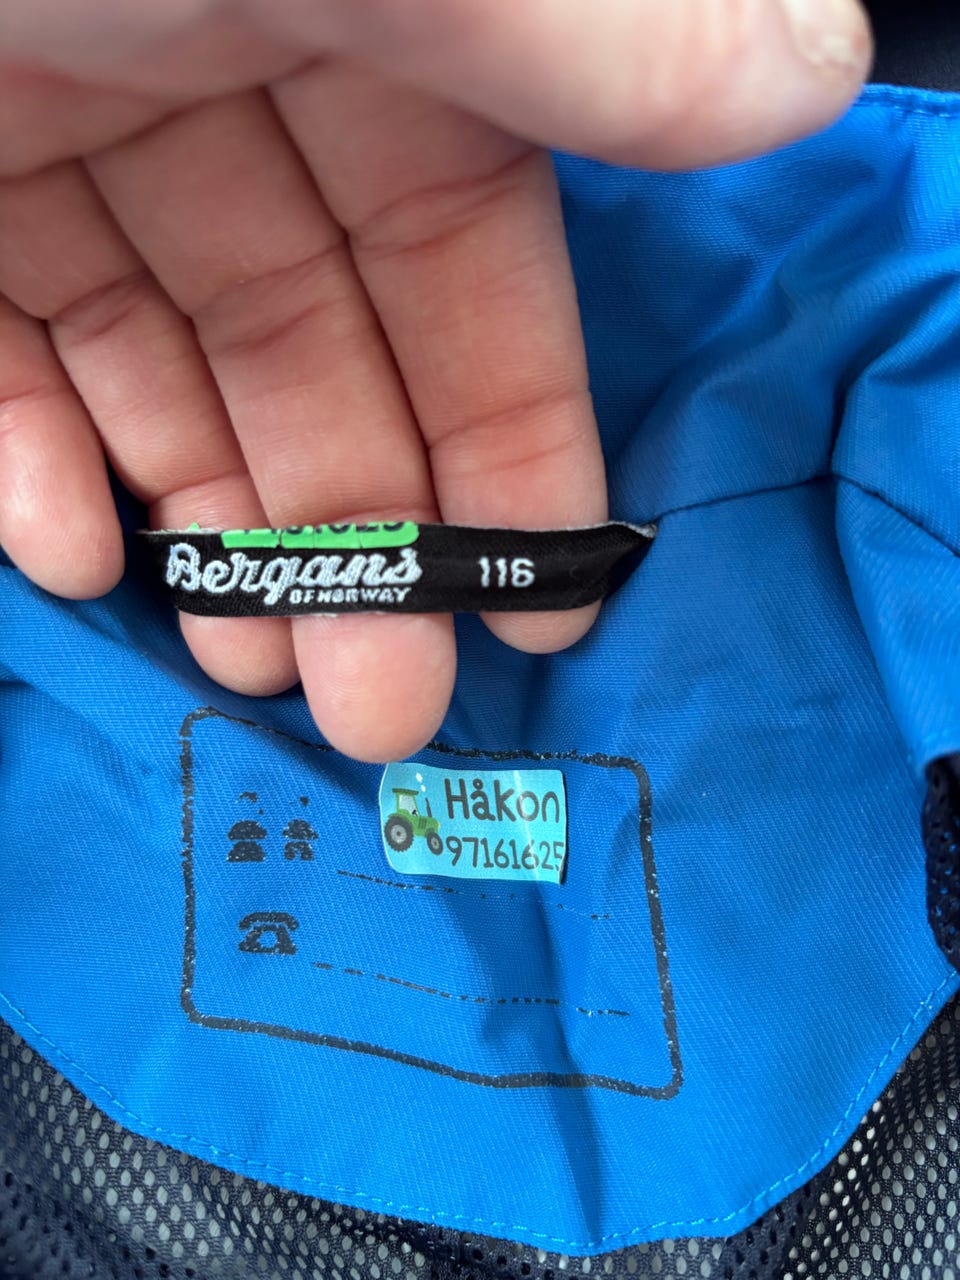 Bergans
OF NORWAY
116
Håkon
97161625